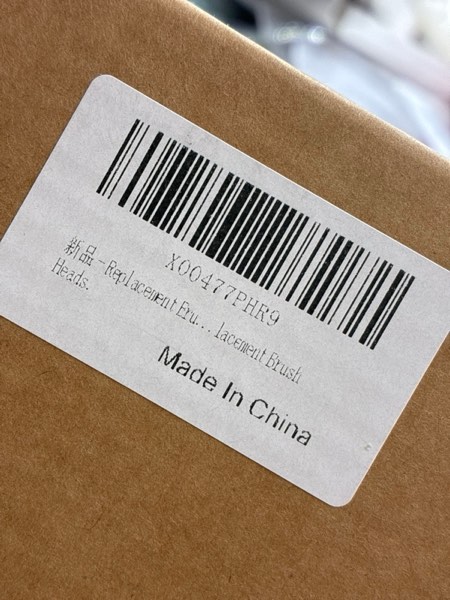 X00477PHR9
新品 - Replacement Bru... lacement Brush
Heads.
Made In China